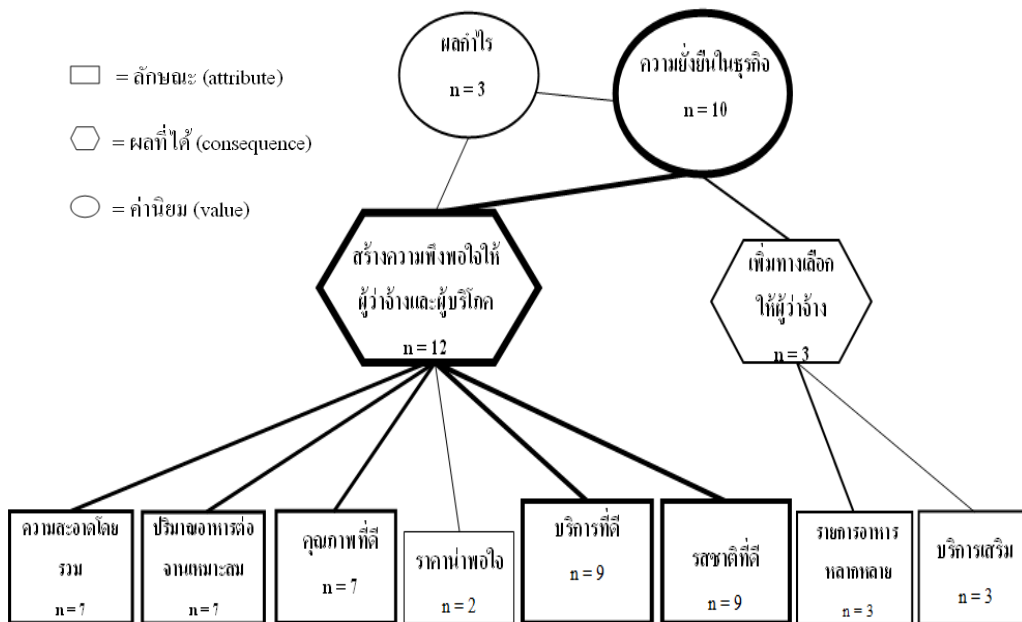 ผลกำไร
n = 3
ความยั่งยืนในธุรกิจ
n = 10
= ลักษณะ (attribute)
= ผลที่ได้ (consequence)
= ค่านิยม (value)
สร้างความพึงพอใจให้
ผู้ว่าจ้างและผู้บริโภค
n = 12
เพิ่มทางเลือก
ให้ผู้ว่าจ้าง
n = 3
ความสะอาดโดย
รวม
n = 7
ปริมาณอาหารต่อ
จานเหมาะสม
n = 7
คุณภาพที่ดี
n = 7
ราคาน่าพอใจ
n = 2
บริการที่ดี
n = 9
รสชาติที่ดี
n = 9
รายการอาหาร
หลากหลาย
n = 3
บริการเสริม
n = 3